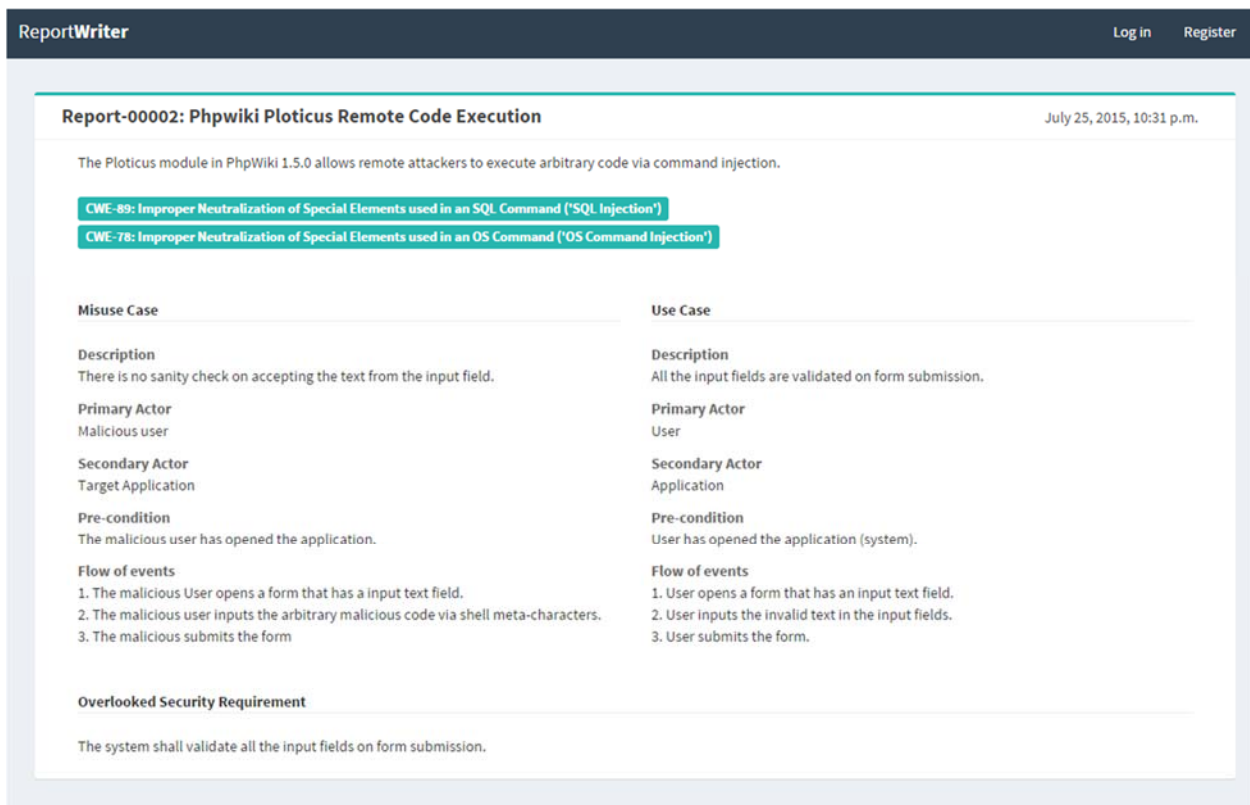 ReportWriter
Log in
Register
Report-00002: Phpwiki Ploticus Remote Code Execution
July 25, 2015, 10:31 p.m.
The Ploticus module in PhpWiki 1.5.0 allows remote attackers to execute arbitrary code via command injection.
CWE-89: Improper Neutralization of Special Elements used in an SQL Command ('SQL Injection')
CWE-78: Improper Neutralization of Special Elements used in an OS Command ('OS Command Injection')
Misuse Case
Description
There is no sanity check on accepting the text from the input field.
Primary Actor
Malicious user
Secondary Actor
Target Application
Pre-condition
The malicious user has opened the application.
Flow of events
1. The malicious User opens a form that has a input text field.
2. The malicious user inputs the arbitrary malicious code via shell meta-characters.
3. The malicious submits the form
Use Case
Description
All the input fields are validated on form submission.
Primary Actor
User
Secondary Actor
Application
Pre-condition
User has opened the application (system).
Flow of events
1. User opens a form that has an input text field.
2. User inputs the invalid text in the input fields.
3. User submits the form.
Overlooked Security Requirement
The system shall validate all the input fields on form submission.